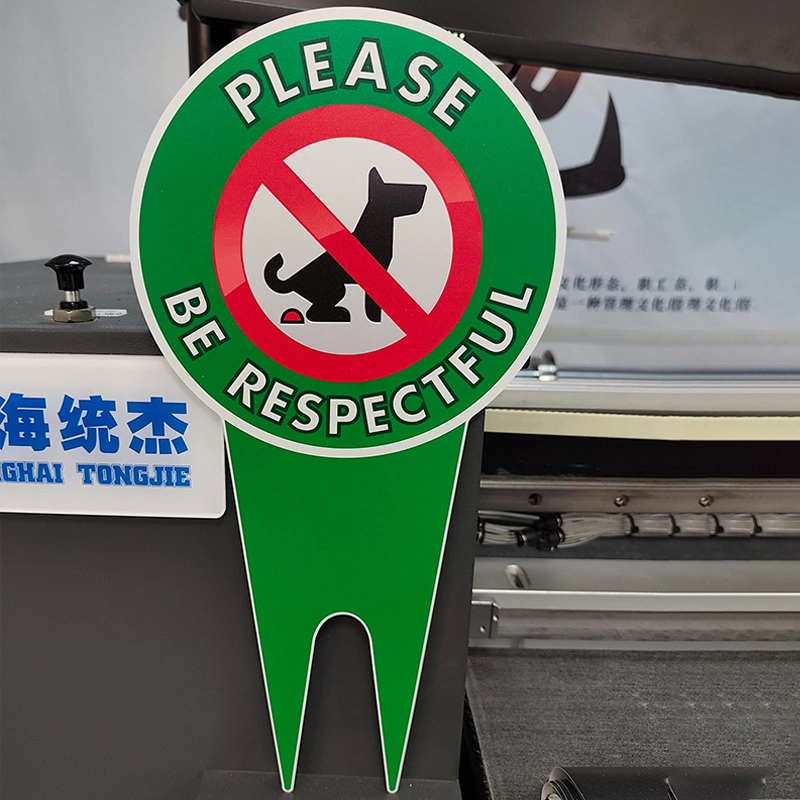 PLEASE
BE RESPECTFUL
海统杰
GHAI TONGJIE